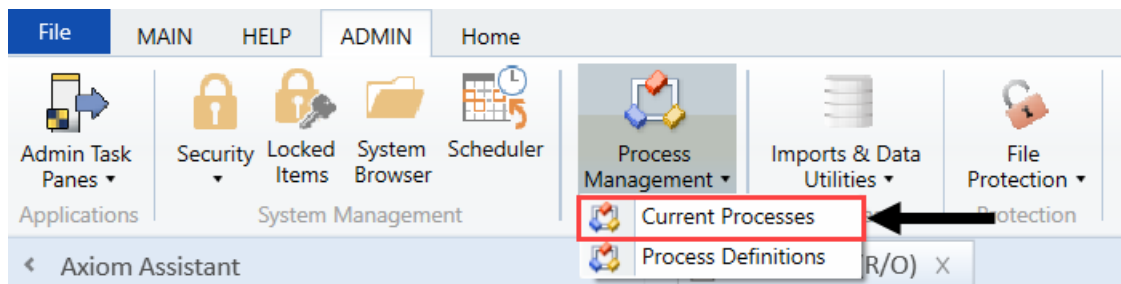 File MAIN HELP ADMIN Home
Admin Task Panes Security Locked Items System Browser Scheduler Process Management Imports & Data Utilities File Protection
Applications System Management Protection
Current Processes
Process Definitions
Axiom Assistant R/O) X